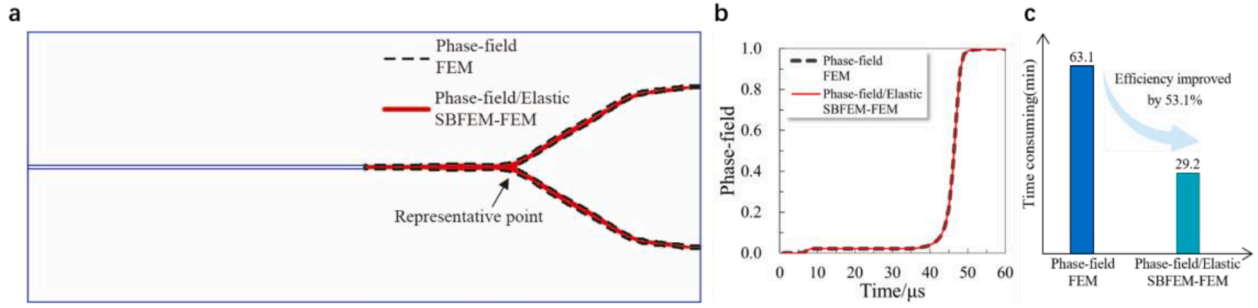 a
Phase-field
FEM
Phase-field/Elastic
SBFEM-FEM
Representative point
b
Phase-field
1.0
0.8
0.6
0.4
0.2
0.0
Phase-field
FEM
Phase-field/Elastic
SBFEM-FEM
0 10 20 30 40 50 60
Time/μs
c
Time consuming(min)
63.1
Efficiency improved
by 53.1%
29.2
Phase-field
FEM
Phase-field/Elastic
SBFEM-FEM